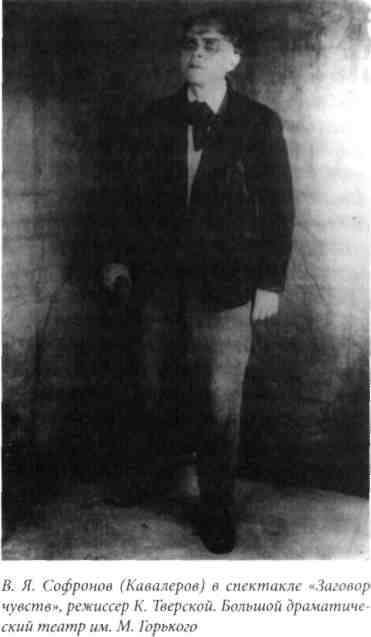 В. Я. Софронов (Кавалеров) в спектакле «Заговор
чувств», режиссер К. Тверской. Большой драматиче-
ский театр им. М. Горького